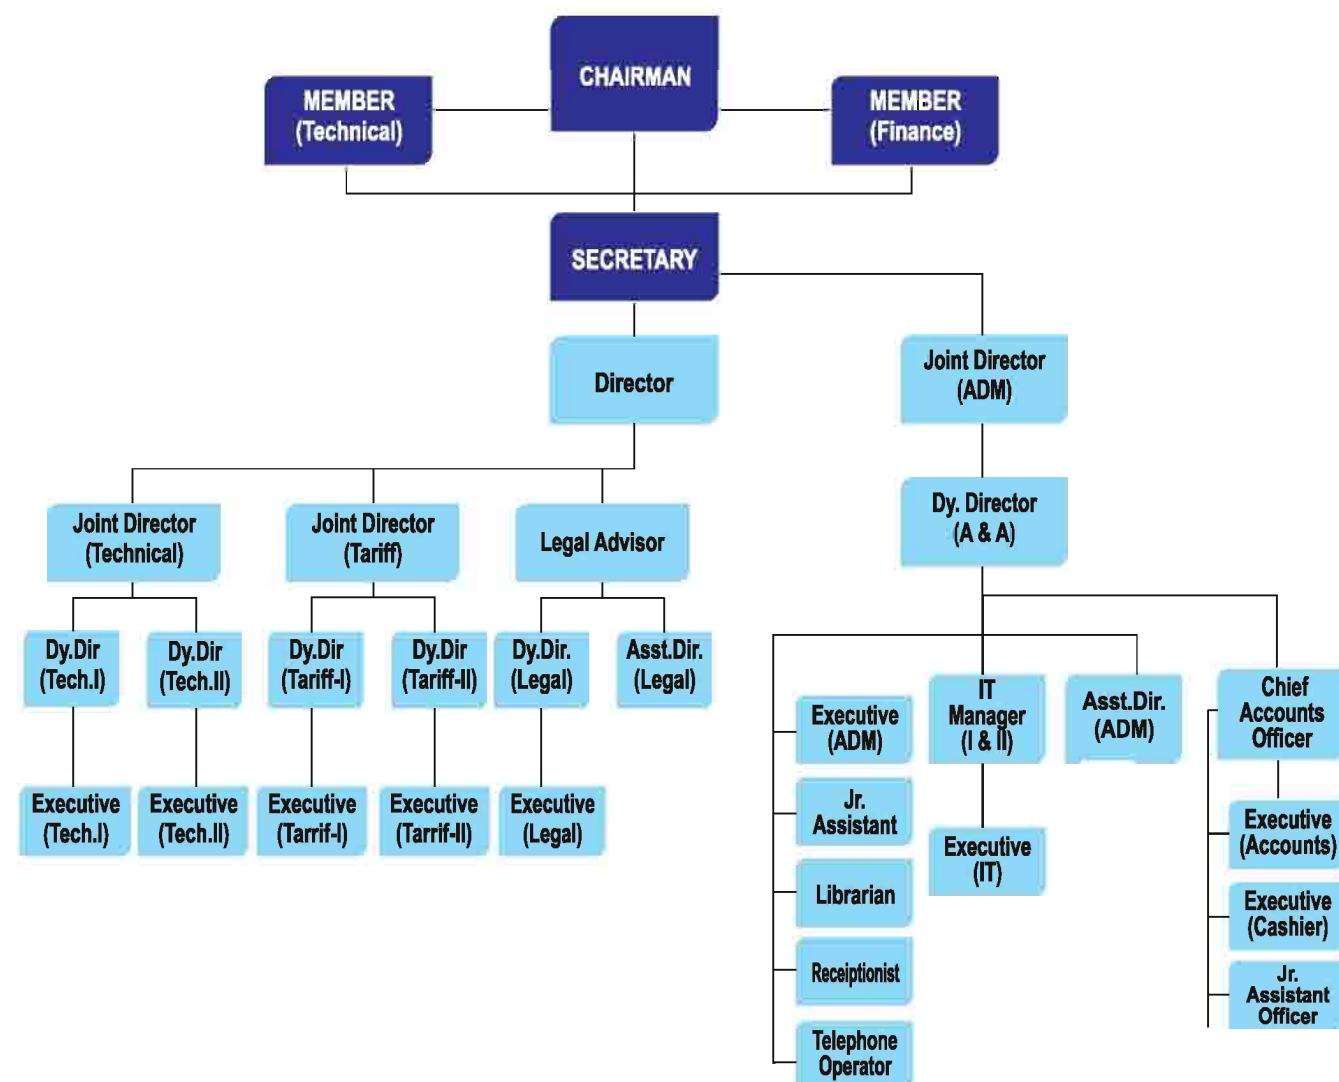 CHAIRMAN
MEMBER
(Technical)
MEMBER
(Finance)
SECRETARY
Director
Joint Director
(ADM)
Joint Director
(Technical)
Joint Director
(Tariff)
Legal Advisor
Dy. Director
(A & A)
Dy.Dir
(Tech.I)
Dy.Dir
(Tech.II)
Dy.Dir
(Tariff-I)
Dy.Dir
(Tariff-II)
Dy.Dir.
(Legal)
Asst.Dir.
(Legal)
Executive
(Tech.I)
Executive
(Tech.II)
Executive
(Tarrif-I)
Executive
(Tarrif-II)
Executive
(Legal)
Executive
(ADM)
Jr.
Assistant
Librarian
Receiptionist
Telephone
Operator
IT
Manager
(I & II)
Executive
(IT)
Asst.Dir.
(ADM)
Chief
Accounts
Officer
Executive
(Accounts)
Executive
(Cashier)
Jr.
Assistant
Officer